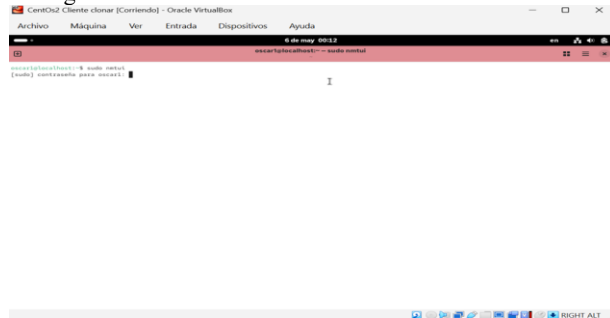 CentOs2 Cliente clonar [Corriendo] - Oracle VirtualBox
Archivo Máquina Ver Entrada Dispositivos Ayuda
6 de may 00:12
en
oscar1@localhost:~ — sudo nmtui
oscar1@localhost:~$ sudo nmtui
[sudo] contraseña para oscar1:
RIGHT ALT